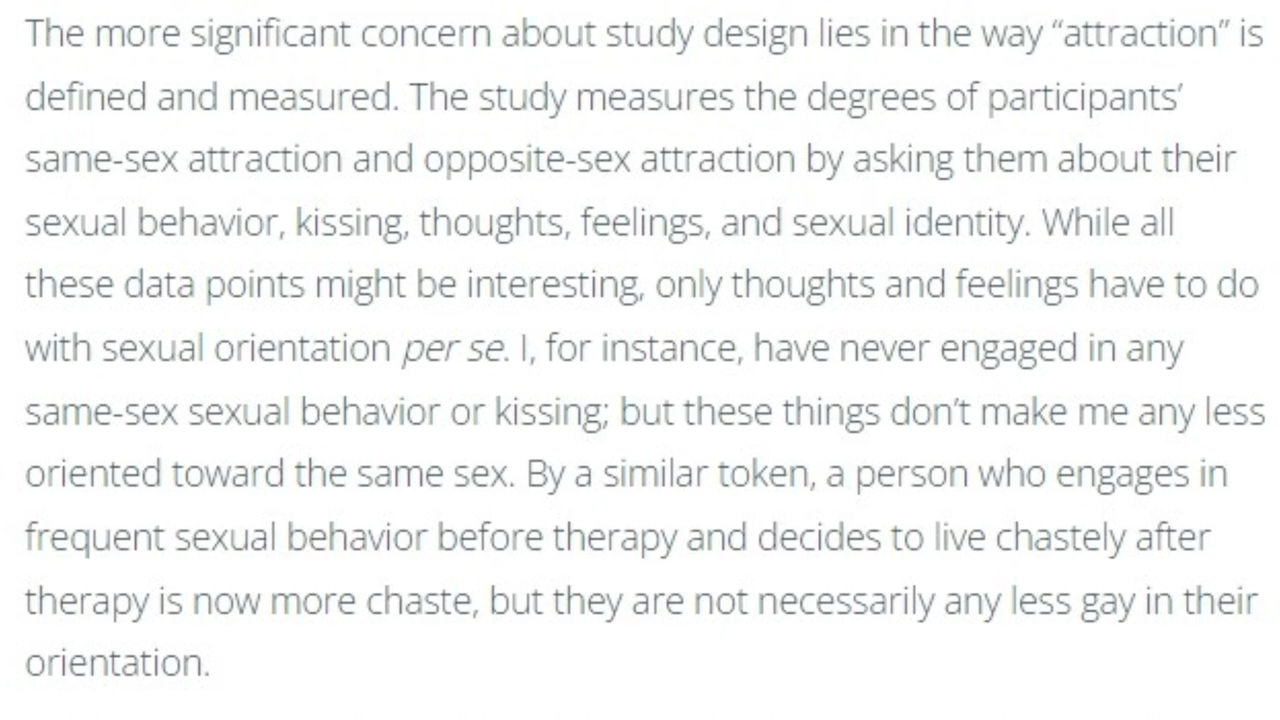 The more significant concern about study design lies in the way “attraction” is
defined and measured. The study measures the degrees of participants’
same-sex attraction and opposite-sex attraction by asking them about their
sexual behavior, kissing, thoughts, feelings, and sexual identity. While all
these data points might be interesting, only thoughts and feelings have to do
with sexual orientation per se. I, for instance, have never engaged in any
same-sex sexual behavior or kissing; but these things don’t make me any less
oriented toward the same sex. By a similar token, a person who engages in
frequent sexual behavior before therapy and decides to live chastely after
therapy is now more chaste, but they are not necessarily any less gay in their
orientation.